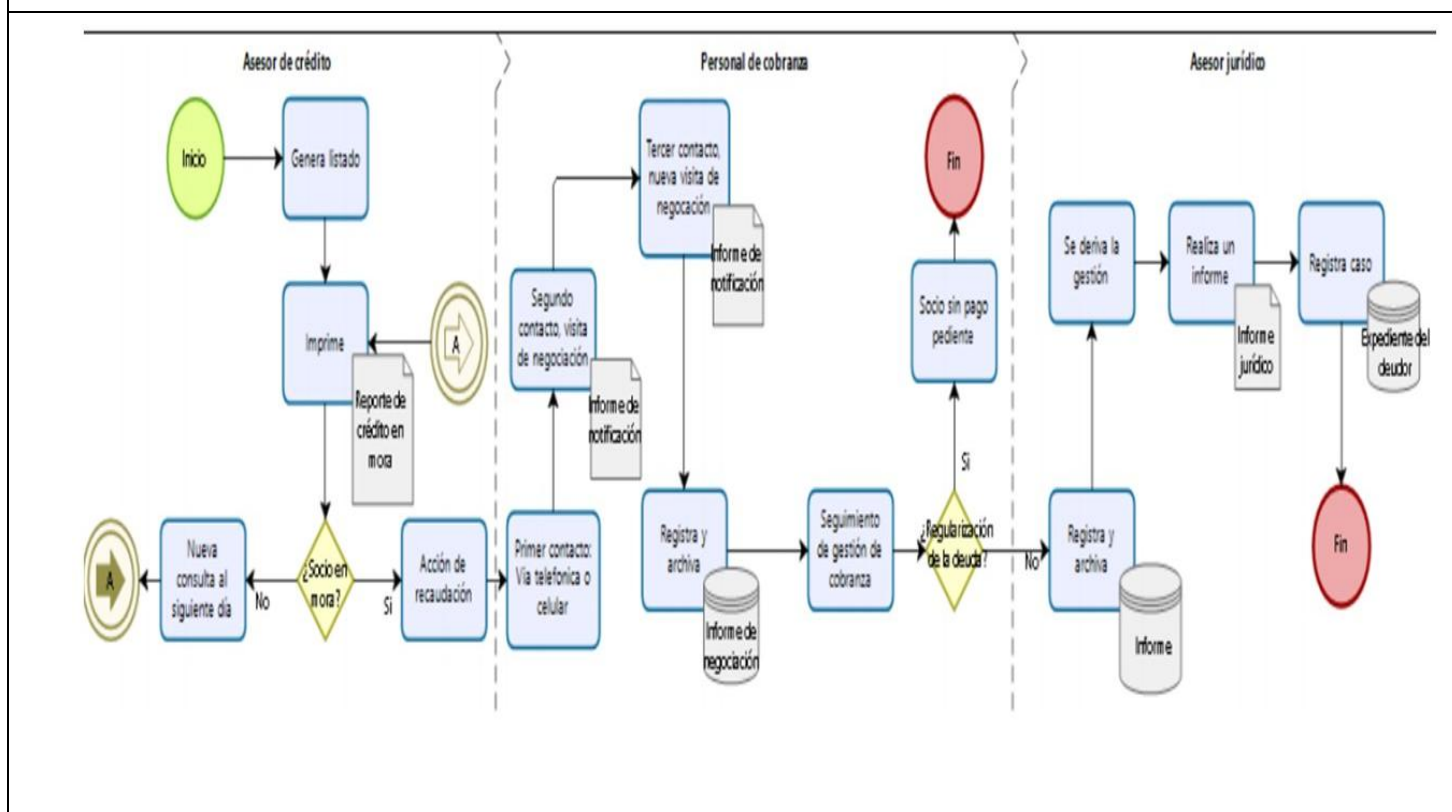 Asesor de crédito
Personal de cobranza
Asesor jurídico
Inicio
Genera listado
Imprime
A
Reporte de
crédito en
mora
¿Socio en
mora?
No
Si
Nueva
consulta al
siguiente día
A
Acción de
recaudación
Primer contacto:
Via telefonica o
celular
Segundo
contacto, visita
de negociación
Informe de
notificación
Tercer contacto,
nueva visita de
negocación
Informe de
notificación
Registra y
archiva
Informe de
negociación
Seguimiento
de gestión de
cobranza
¿Regularización
de la deuda?
Si
No
Socio sin pago
pediente
Fin
Registra y
archiva
Informe
Se deriva la
gestión
Realiza un
informe
Informe
jurídico
Registra caso
Expediente del
deudor
Fin